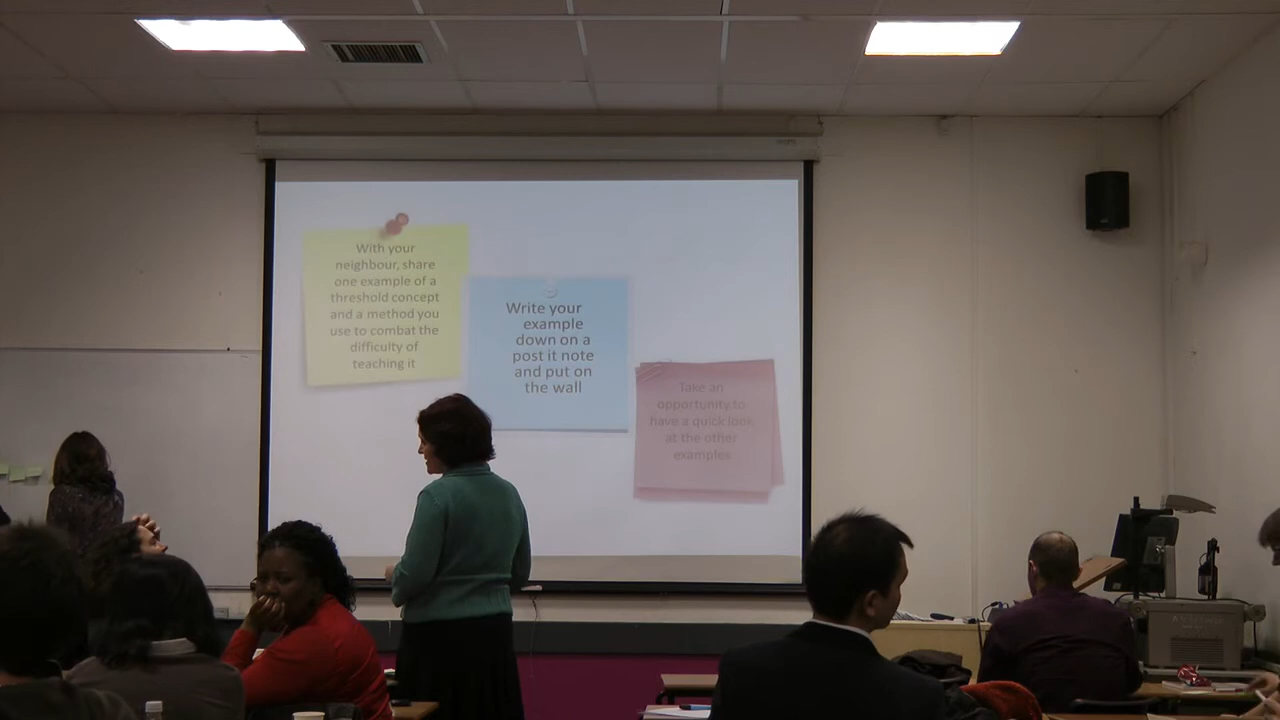 With your
neighbour, share
one example of a
threshold concept
and a method you
use to combat the
difficulty of
teaching it
Write your
example
down on a
post it note
and put on
the wall
Take an
opportunity to
have a quick look
at the other
examples